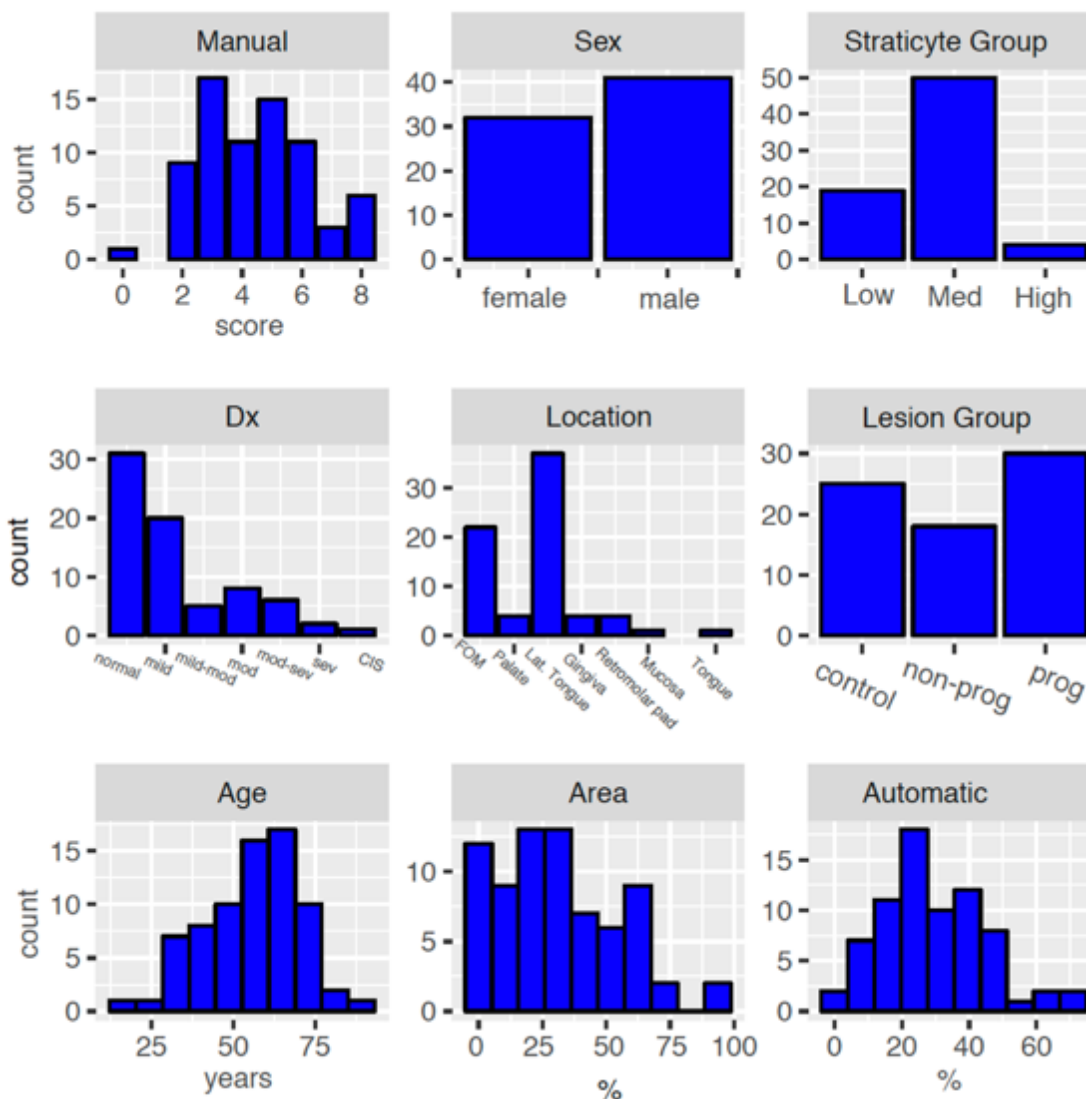 Manual Sex Straticyte Group
count
15
10
5
0
0 2 4 6 8
score
40
30
20
10
0
female male
50
40
30
20
10
0
Low Med High
Dx Location Lesion Group
count
30
20
10
0
normal mild mild-mod mod mod-sev sev CIS
30
20
10
0
FOM Palate Lat. Tongue Gingiva Retromolar pad Mucosa Tongue
30
20
10
0
control non-prog prog
Age Area Automatic
count
15
10
5
0
25 50 75
years
10
5
0
0 25 50 75 100
%
15
10
5
0
0 20 40 60
%